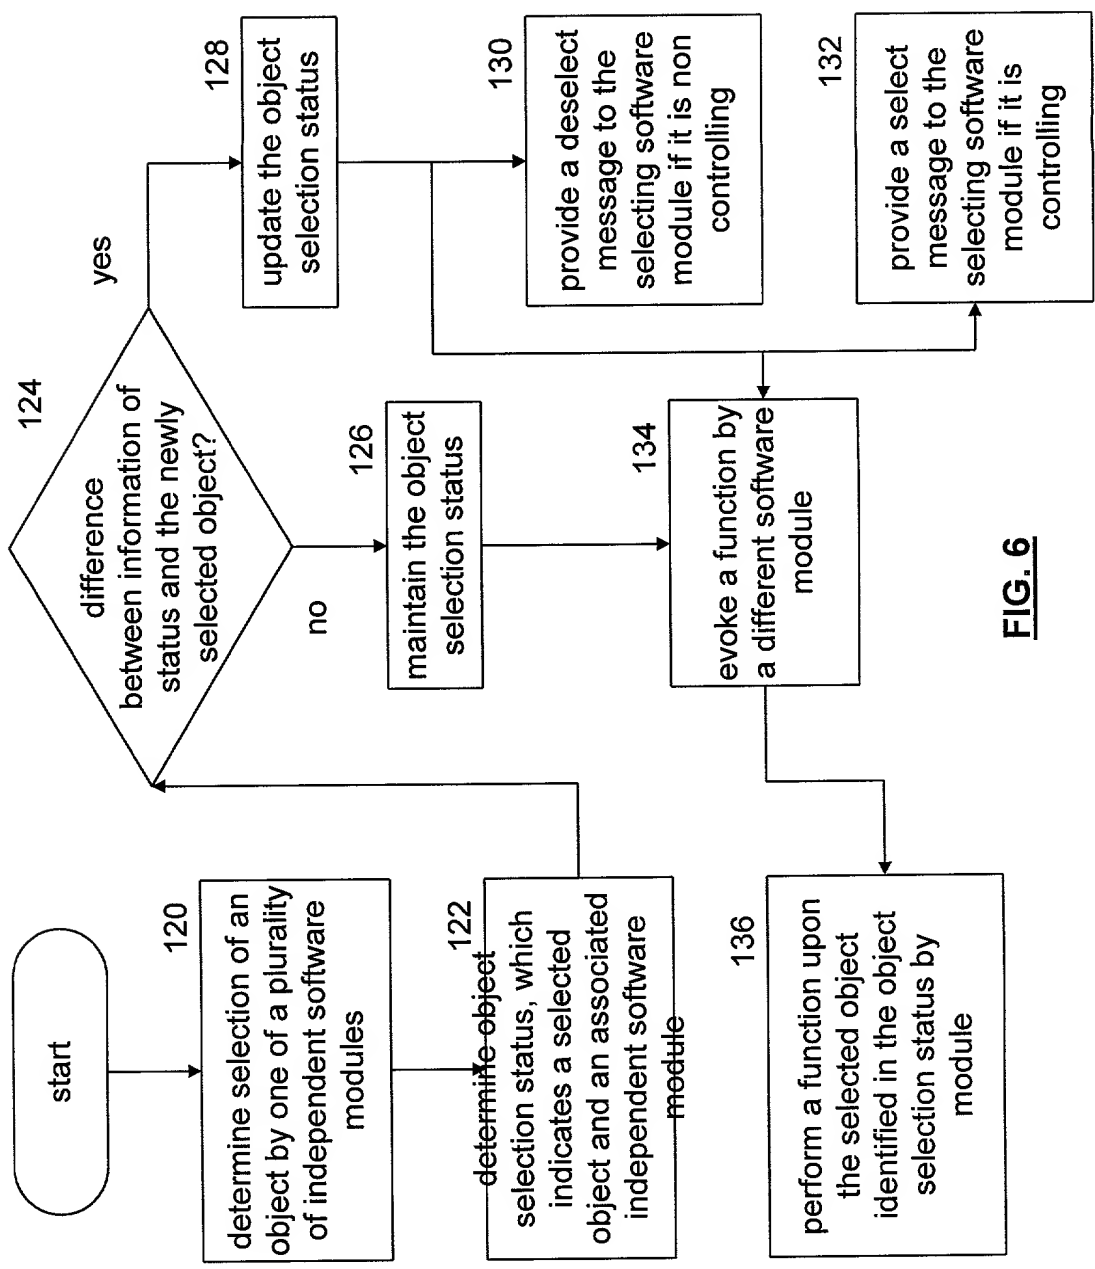 start
120
determine selection of an
object by one of a plurality
of independent software
modules
122
determine object
selection status, which
indicates a selected
object and an associated
independent software
module
124
difference
between information of
status and the newly
selected object?
yes
no
126
maintain the object
selection status
128
update the object
selection status
130
provide a deselect
message to the
selecting software
module if it is non
controlling
132
provide a select
message to the
selecting software
module if it is
controlling
134
evoke a function by
a different software
module
136
perform a function upon
the selected object
identified in the object
selection status by
module
FIG. 6